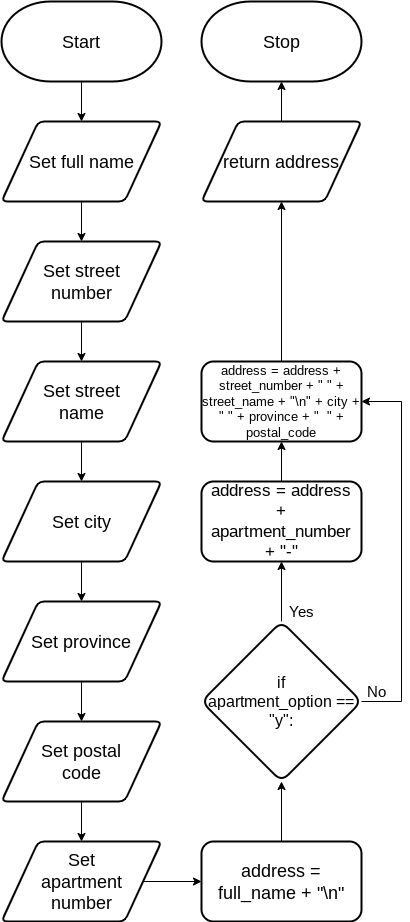 Start
Set full name
Set street
number
Set street
name
Set city
Set province
Set postal
code
Set
apartment
number
address =
full_name + "\n"
if
apartment_option ==
"y":
Yes
No
address = address
+
apartment_number
+ "-"
address = address +
street_number + " " +
street_name + "\n" + city +
" " + province + "  " +
postal_code
return address
Stop